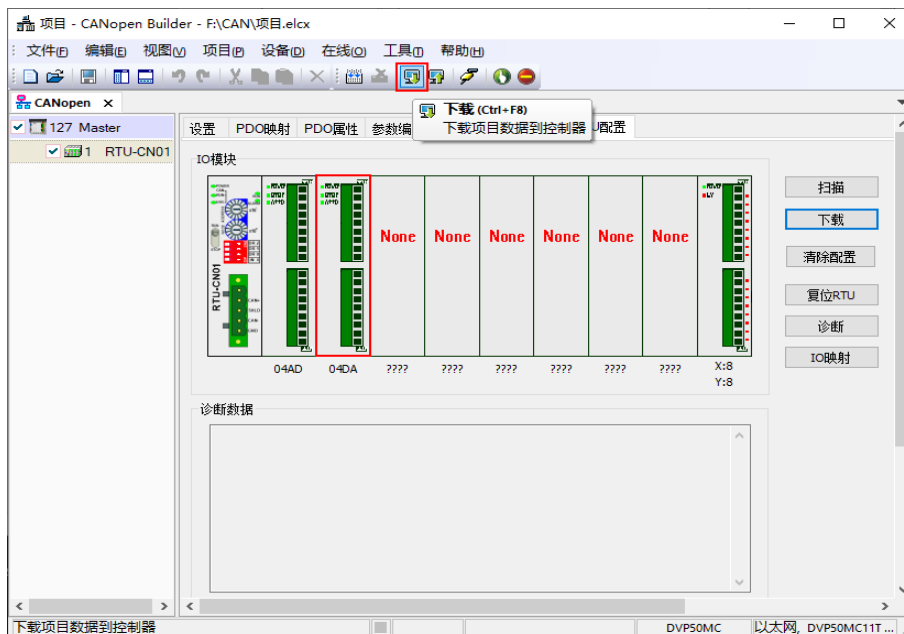 项目 - CANopen Builder - F:\CAN\项目.elcx
文件(F) 编辑(E) 视图(V) 项目(P) 设备(D) 在线(O) 工具(T) 帮助(H)
CANopen ×
下载 (Ctrl+F8)
下载项目数据到控制器
127 Master
1 RTU-CN01
设置 PDO映射 PDO属性 参数编 配置
IO模块
RTU-CN01
None None None None None None
04AD 04DA ???? ???? ???? ???? ???? ???? X:8
Y:8
扫描
下载
清除配置
复位RTU
诊断
IO映射
诊断数据
下载项目数据到控制器 DVP50MC 以太网, DVP50MC11T ...